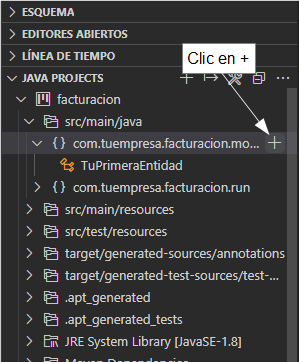 ESQUEMA
EDITORES ABIERTOS
LÍNEA DE TIEMPO
Clic en +
JAVA PROJECTS
facturacion
src/main/java
{} com.tuempresa.facturacion.mo...
TuPrimeraEntidad
{} com.tuempresa.facturacion.run
src/main/resources
src/test/resources
target/generated-sources/annotations
target/generated-test-sources/test-...
.apt_generated
.apt_generated_tests
JRE System Library [JavaSE-1.8]
Maven Dependencies